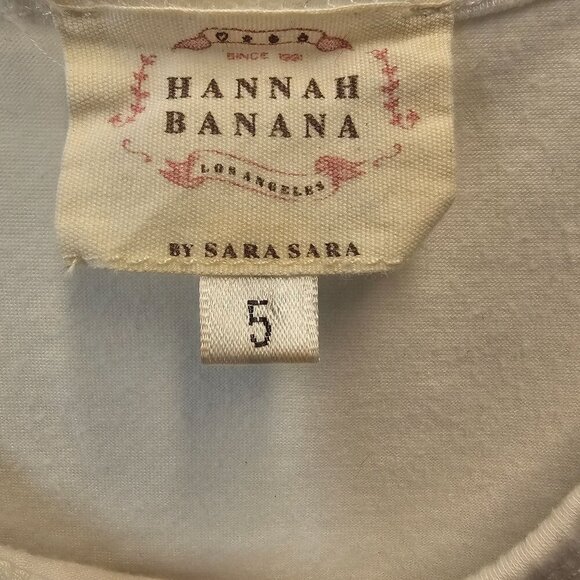 SINCE 1991
HANNAH
BANANA
LOS ANGELES
BY SARA SARA
5